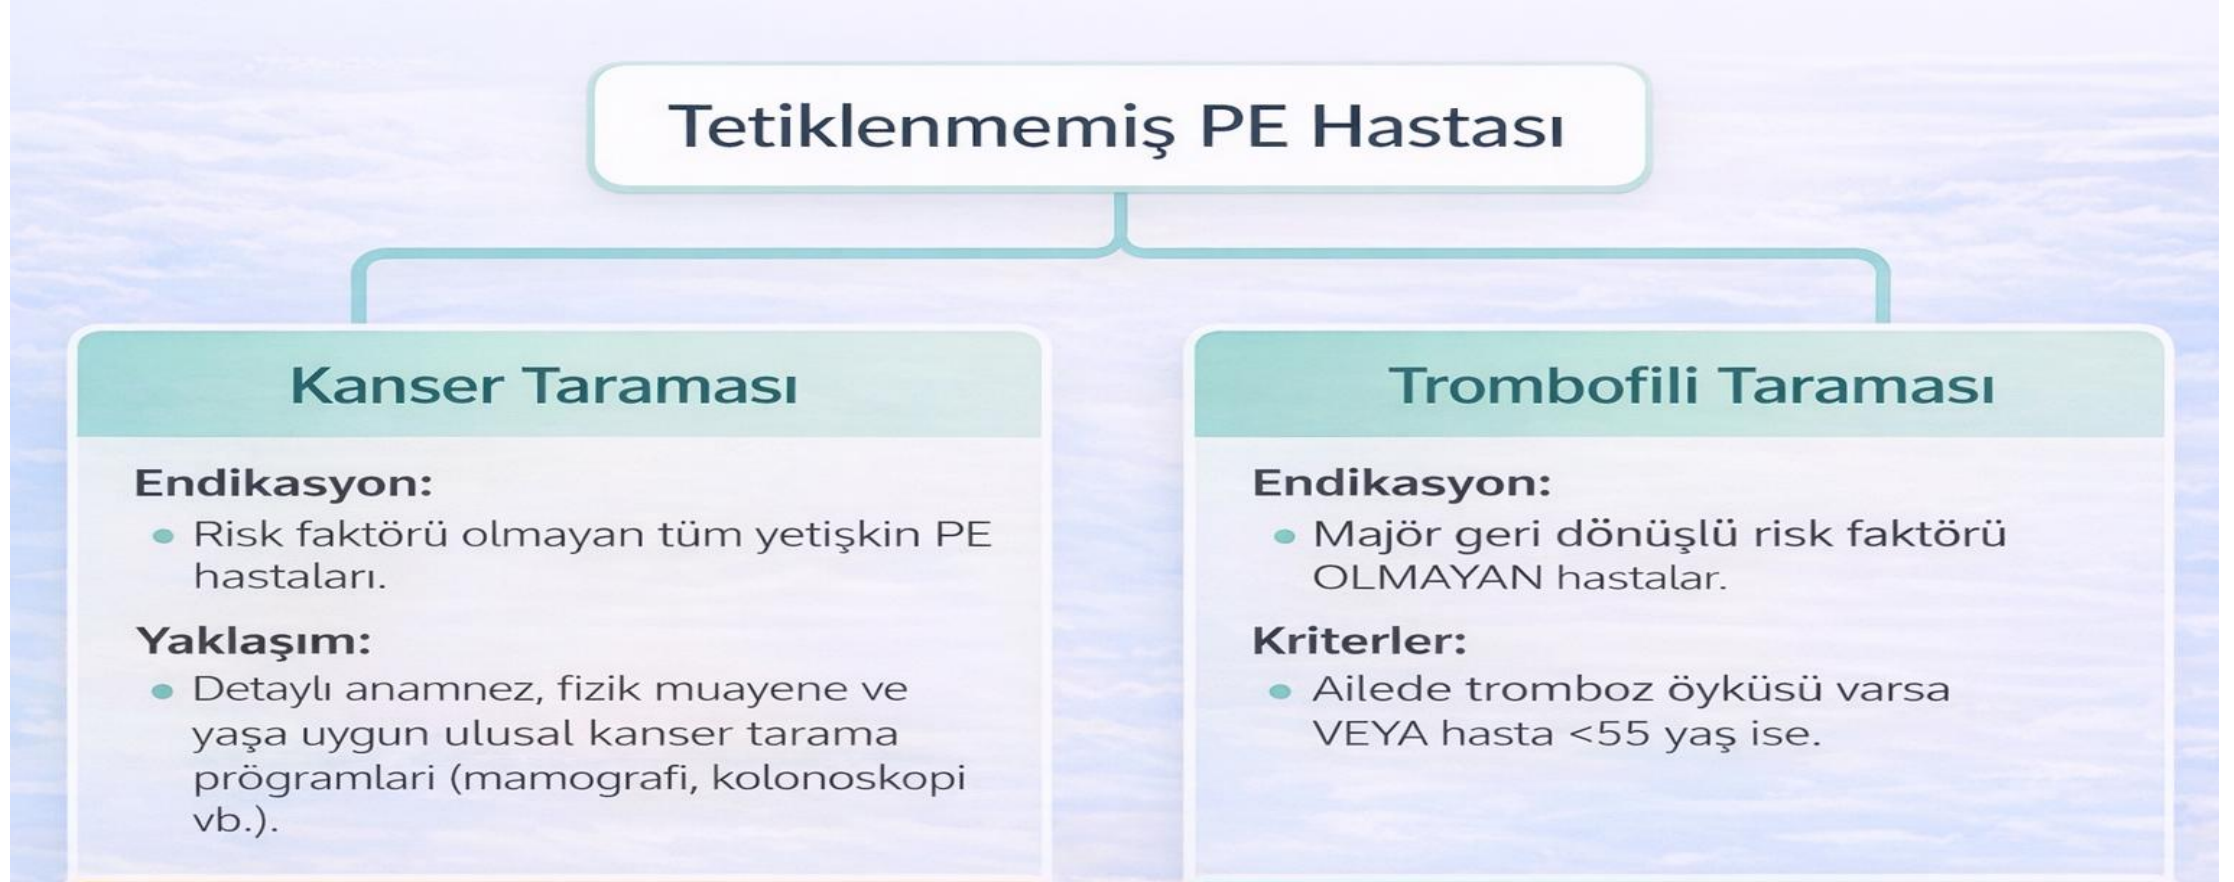 Tetiklenmemiş PE Hastası
Kanser Taraması
Endikasyon:
• Risk faktörü olmayan tüm yetişkin PE
hastaları.
Yaklaşım:
• Detaylı anamnez, fizik muayene ve
yaşa uygun ulusal kanser tarama
prögramlari (mamografi, kolonoskopi
vb.).
Trombofili Taraması
Endikasyon:
• Majör geri dönüşlü risk faktörü
OLMAYAN hastalar.
Kriterler:
• Ailede tromboz öyküsü varsa
VEYA hasta <55 yaş ise.